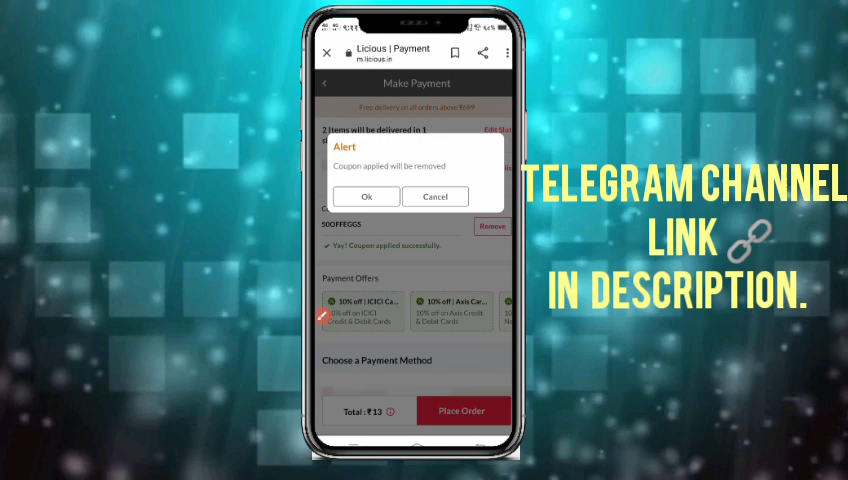 Licious | Payment
m.licious.in
Make Payment
Free delivery on all orders above ₹699
2 Items will be delivered in 1
Edit Slot
Alert
Coupon applied will be removed
Ok
Cancel
50OFFEGGS
Remove
✔ Yay! Coupon applied successfully.
Payment Offers
10% off | ICICI Ca...
10% off on ICICI
Credit & Debit Cards
10% off | Axis Car...
10% off on Axis Credit
& Debit Cards
Choose a Payment Method
Total : ₹ 13
Place Order
TELEGRAM CHANNEL
LINK
IN DESCRIPTION.